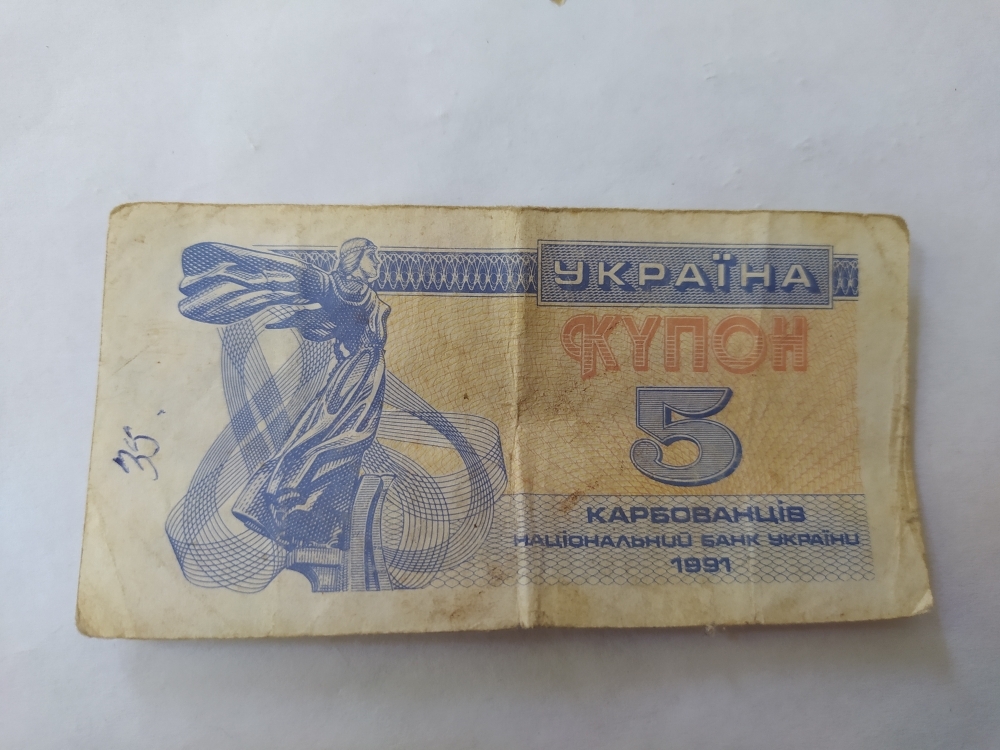 УКРАЇНА
КУПОН
5
КАРБОВАНЦІВ
НАЦІОНАЛЬНИЙ БАНК УКРАЇНИ
1991
35